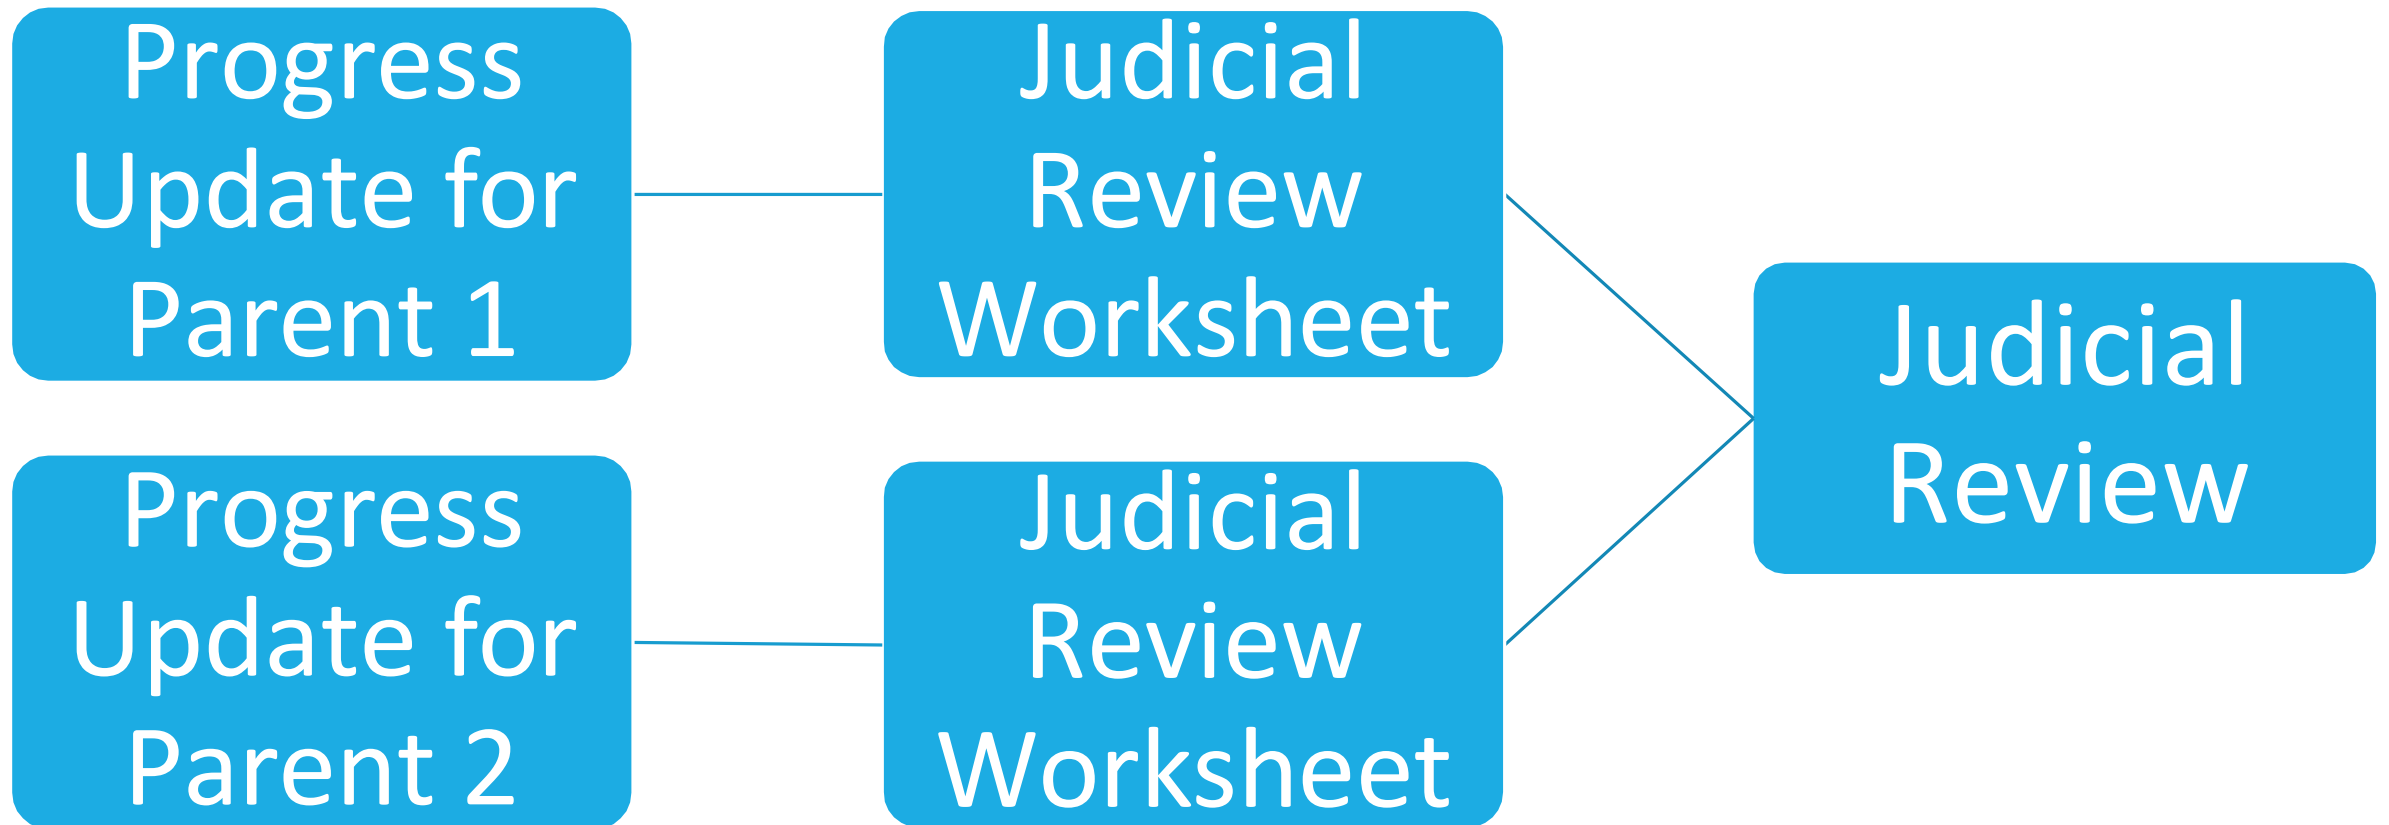 Progress
Update for
Parent 1
Judicial
Review
Worksheet
Judicial
Review
Progress
Update for
Parent 2
Judicial
Review
Worksheet